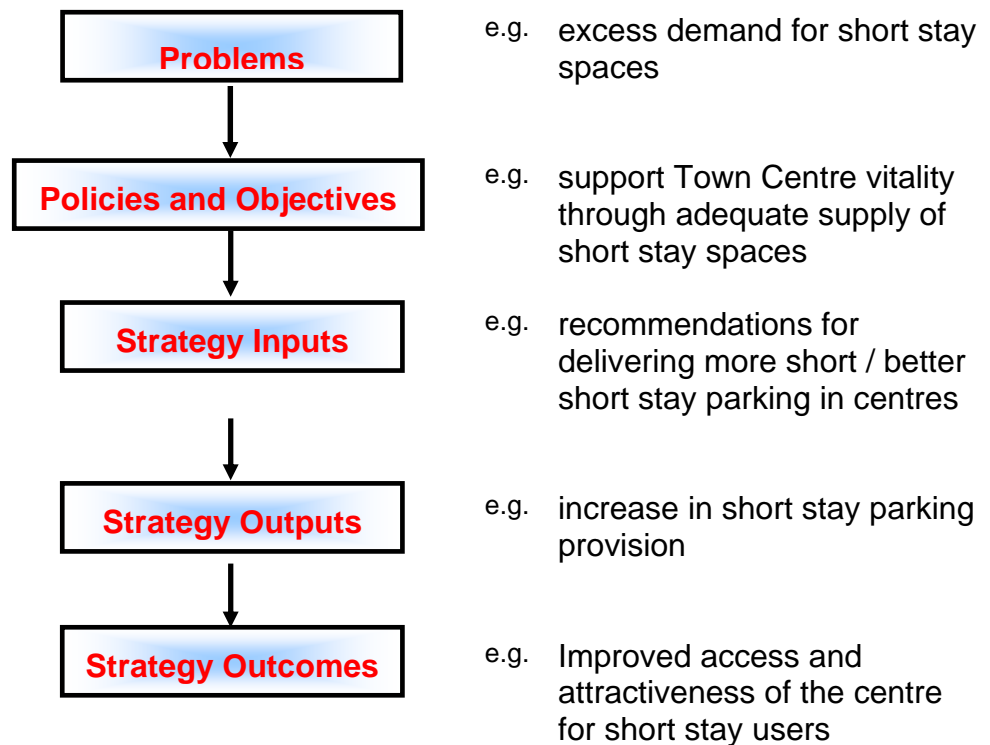 Problems
e.g. excess demand for short stay
spaces
Policies and Objectives
e.g. support Town Centre vitality
through adequate supply of
short stay spaces
Strategy Inputs
e.g. recommendations for
delivering more short / better
short stay parking in centres
Strategy Outputs
e.g. increase in short stay parking
provision
Strategy Outcomes
e.g. Improved access and
attractiveness of the centre
for short stay users